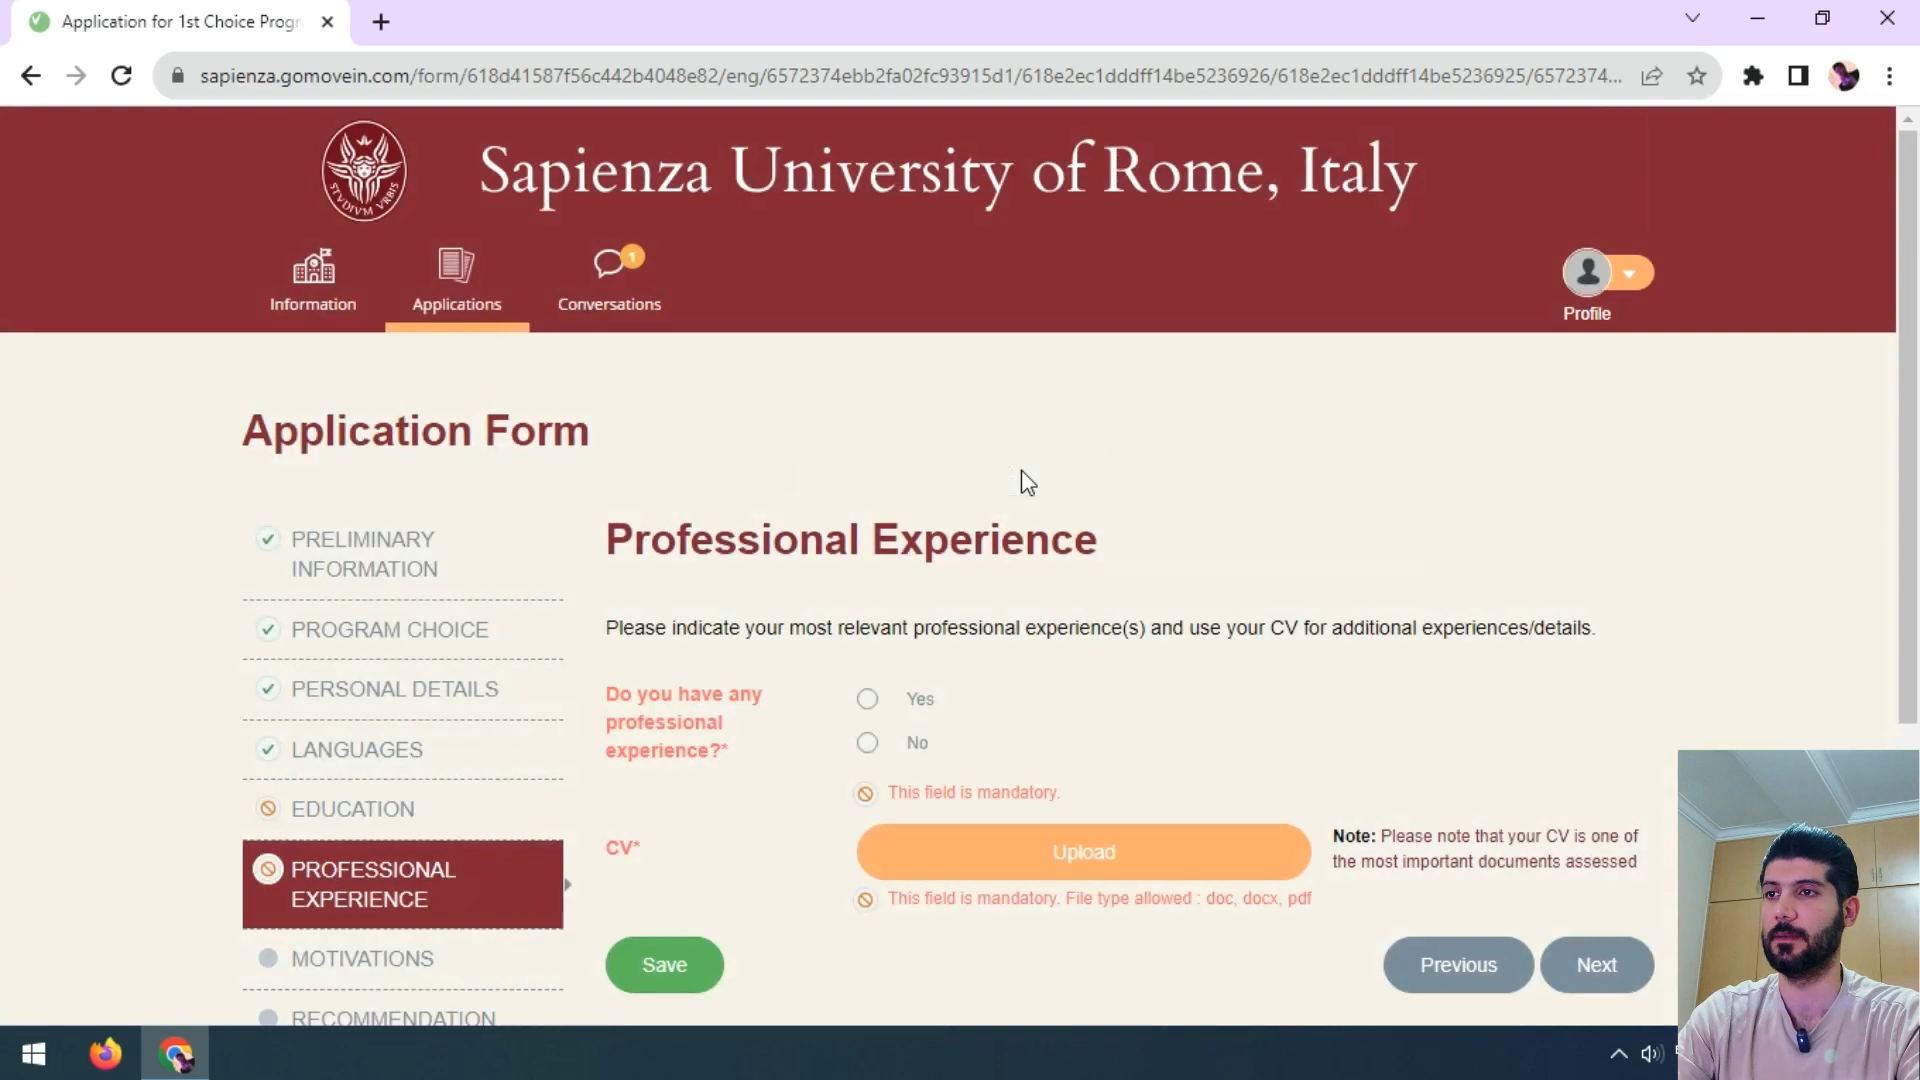 Application for 1st Choice Progr
sapienza.gomovein.com/form/618d41587f56c442b4048e82/eng/6572374ebb2fa02fc93915d1/618e2ec1dddff14be5236926/618e2ec1dddff14be5236925/6572374...
STVDIVM VRBIS
Sapienza University of Rome, Italy
1
Information
Applications
Conversations
Profile
Application Form
PRELIMINARY
INFORMATION
PROGRAM CHOICE
PERSONAL DETAILS
LANGUAGES
EDUCATION
PROFESSIONAL
EXPERIENCE
MOTIVATIONS
RECOMMENDATION
Professional Experience
Please indicate your most relevant professional experience(s) and use your CV for additional experiences/details.
Do you have any
professional
experience?*
Yes
No
This field is mandatory.
CV*
Upload
Note: Please note that your CV is one of
the most important documents assessed
This field is mandatory. File type allowed : doc, docx, pdf
Save
Previous
Next